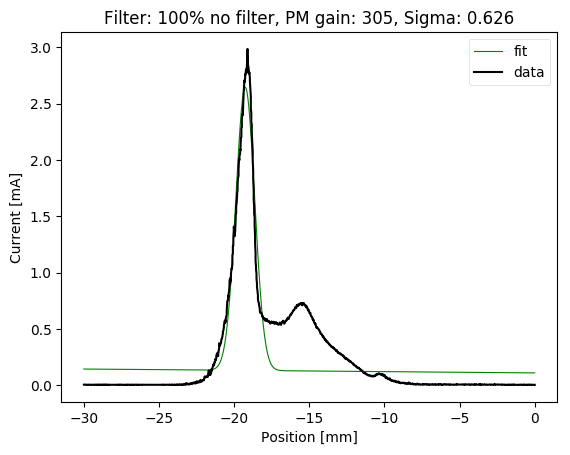 Filter: 100% no filter, PM gain: 305, Sigma: 0.626
fit
data
Current [mA]
3.0
2.5
2.0
1.5
1.0
0.5
0.0
−30 −25 −20 −15 −10 −5 0
Position [mm]